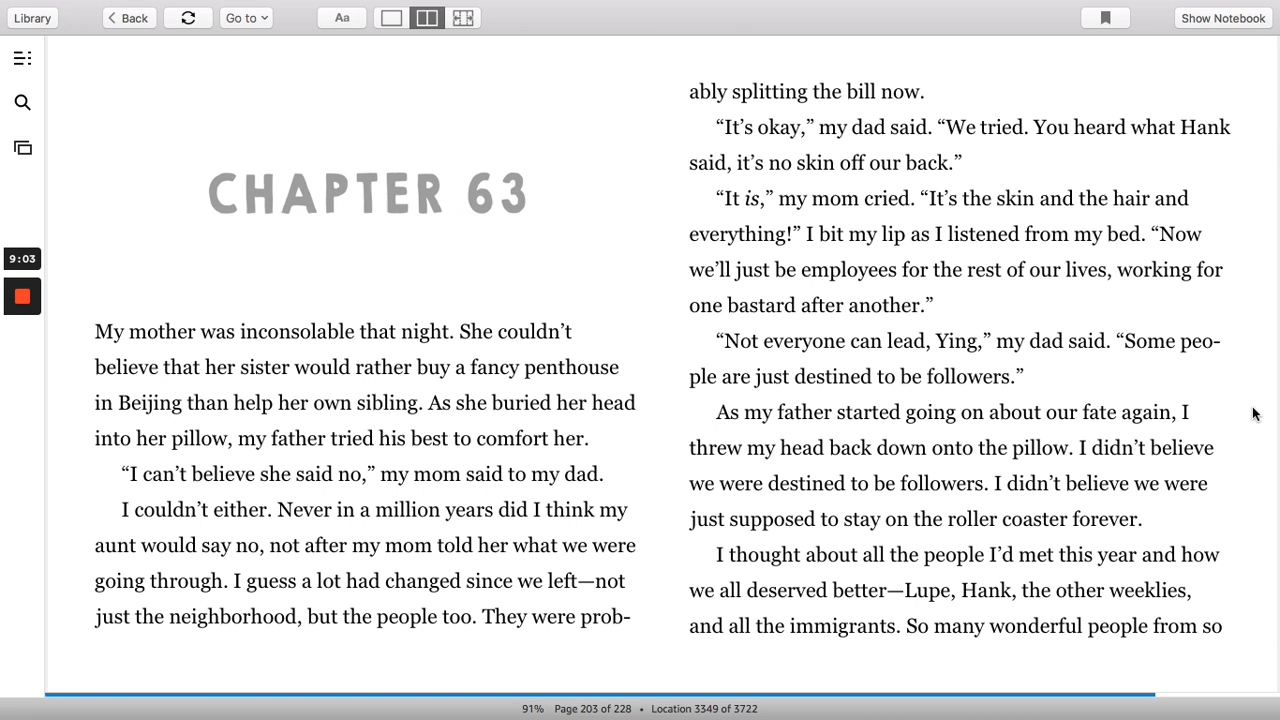 Library
Back
Go to
Aa
Show Notebook
9:03
CHAPTER 63
My mother was inconsolable that night. She couldn’t
believe that her sister would rather buy a fancy penthouse
in Beijing than help her own sibling. As she buried her head
into her pillow, my father tried his best to comfort her.
“I can’t believe she said no,” my mom said to my dad.
I couldn’t either. Never in a million years did I think my
aunt would say no, not after my mom told her what we were
going through. I guess a lot had changed since we left—not
just the neighborhood, but the people too. They were prob-
ably splitting the bill now.
“It’s okay,” my dad said. “We tried. You heard what Hank
said, it’s no skin off our back.”
“It is,” my mom cried. “It’s the skin and the hair and
everything!” I bit my lip as I listened from my bed. “Now
we’ll just be employees for the rest of our lives, working for
one bastard after another.”
“Not everyone can lead, Ying,” my dad said. “Some peo-
ple are just destined to be followers.”
As my father started going on about our fate again, I
threw my head back down onto the pillow. I didn’t believe
we were destined to be followers. I didn’t believe we were
just supposed to stay on the roller coaster forever.
I thought about all the people I’d met this year and how
we all deserved better—Lupe, Hank, the other weeklies,
and all the immigrants. So many wonderful people from so
91% Page 203 of 228 • Location 3349 of 3722